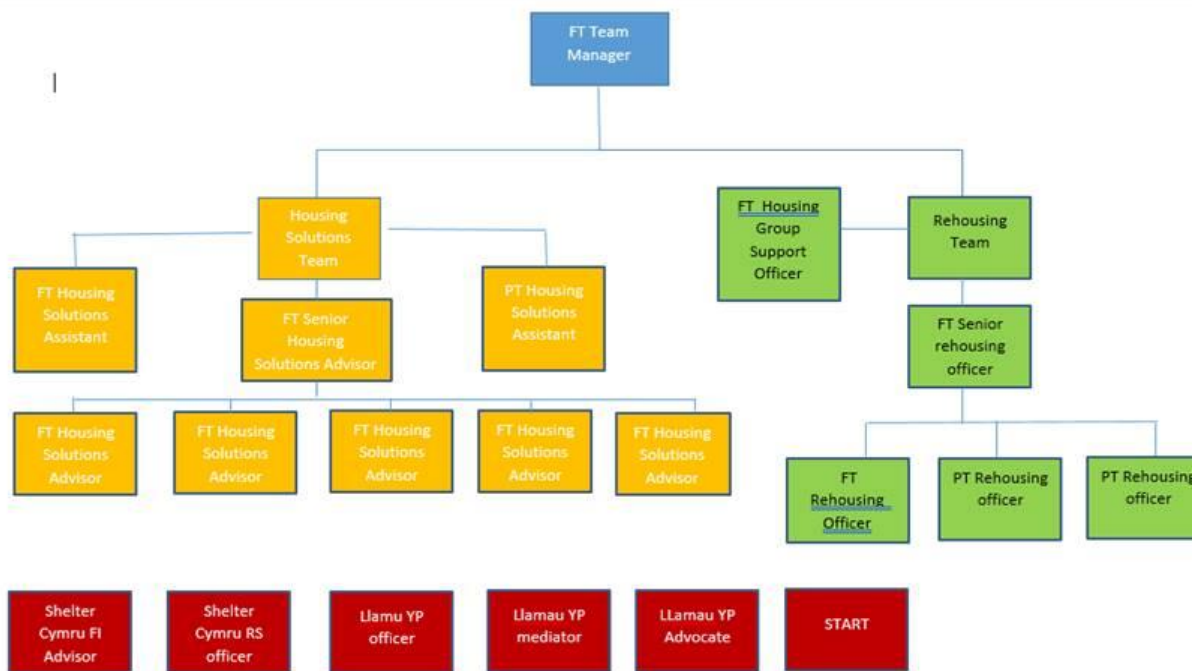 FT Team
Manager
Housing
Solutions
Team
FT Housing
Group
Support
Officer
Rehousing
Team
FT Housing
Solutions
Assistant
FT Senior
Housing
Solutions Advisor
PT Housing
Solutions
Assistant
FT Senior
rehousing
officer
FT Housing
Solutions
Advisor
FT Housing
Solutions
Advisor
FT Housing
Solutions
Advisor
FT Housing
Solutions
Advisor
FT Housing
Solutions
Advisor
FT
Rehousing
Officer
PT Rehousing
officer
PT Rehousing
officer
Shelter
Cymru FI
Advisor
Shelter
Cymru RS
officer
Llamu YP
officer
Llamau YP
mediator
LLamau YP
Advocate
START